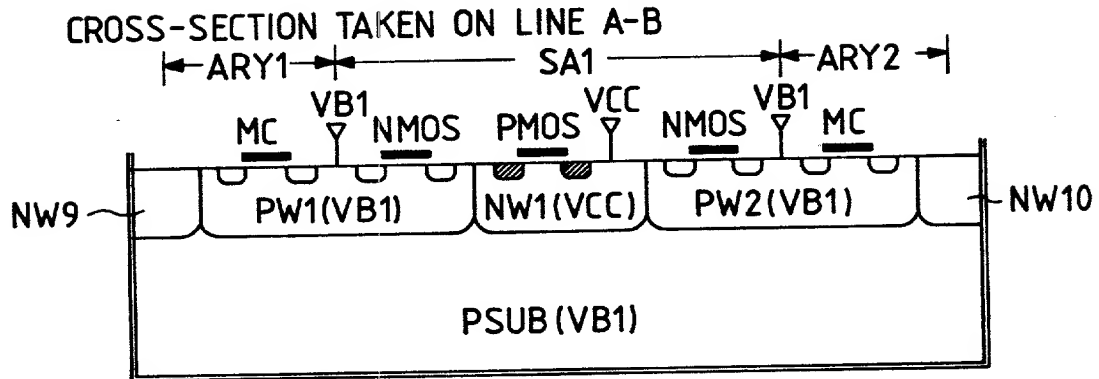 CROSS-SECTION TAKEN ON LINE A-B
ARY1 SA1 ARY2
VB1 VCC VB1
MC NMOS PMOS NMOS MC
NW9 PW1(VB1) NW1(VCC) PW2(VB1) NW10
PSUB(VB1)